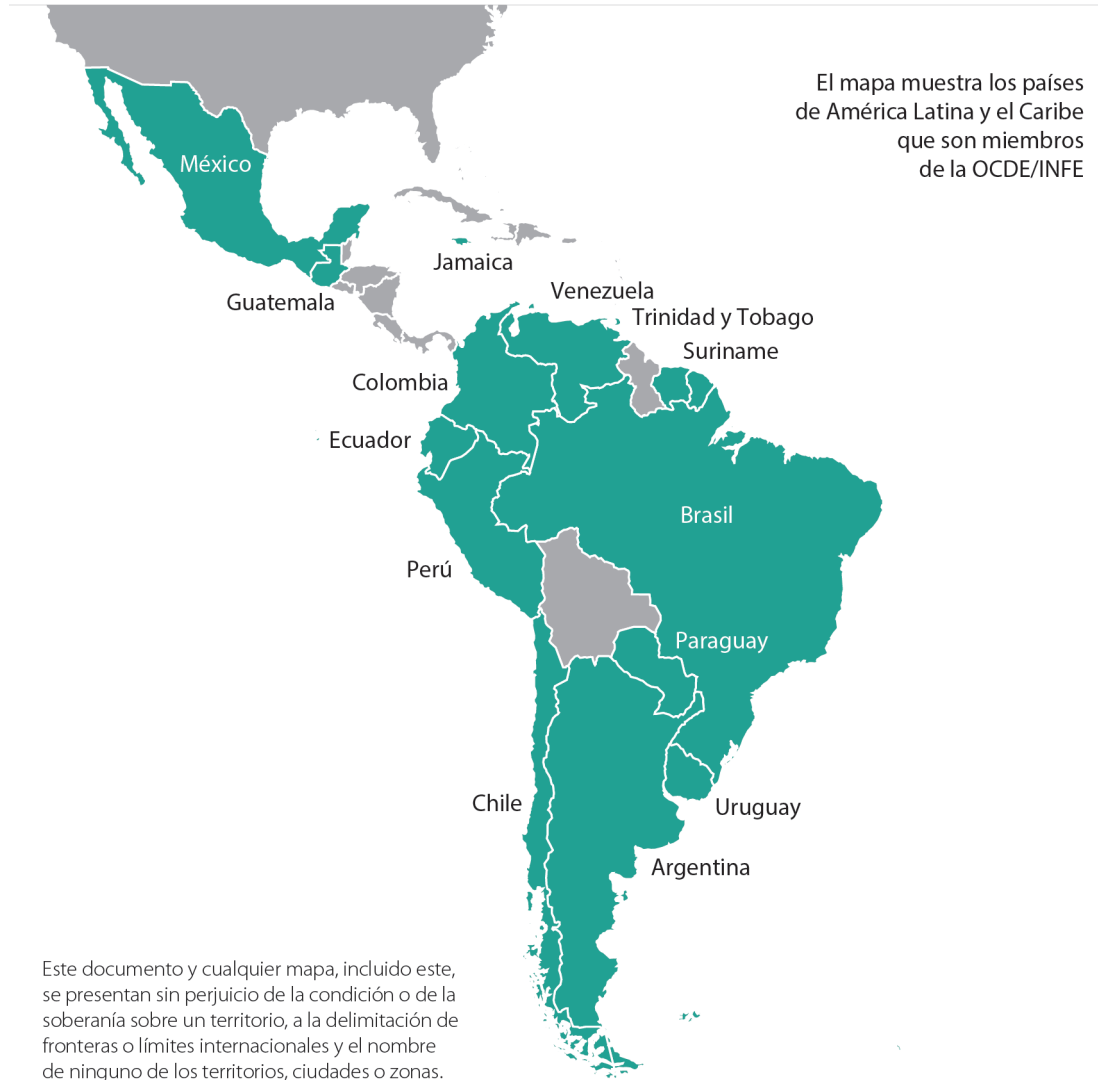 El mapa muestra los países
de América Latina y el Caribe
que son miembros
de la OCDE/INFE
México
Jamaica
Guatemala
Venezuela
Trinidad y Tobago
Suriname
Colombia
Ecuador
Brasil
Perú
Paraguay
Chile
Uruguay
Argentina
Este documento y cualquier mapa, incluido este,
se presentan sin perjuicio de la condición o de la
soberanía sobre un territorio, a la delimitación de
fronteras o límites internacionales y el nombre
de ninguno de los territorios, ciudades o zonas.